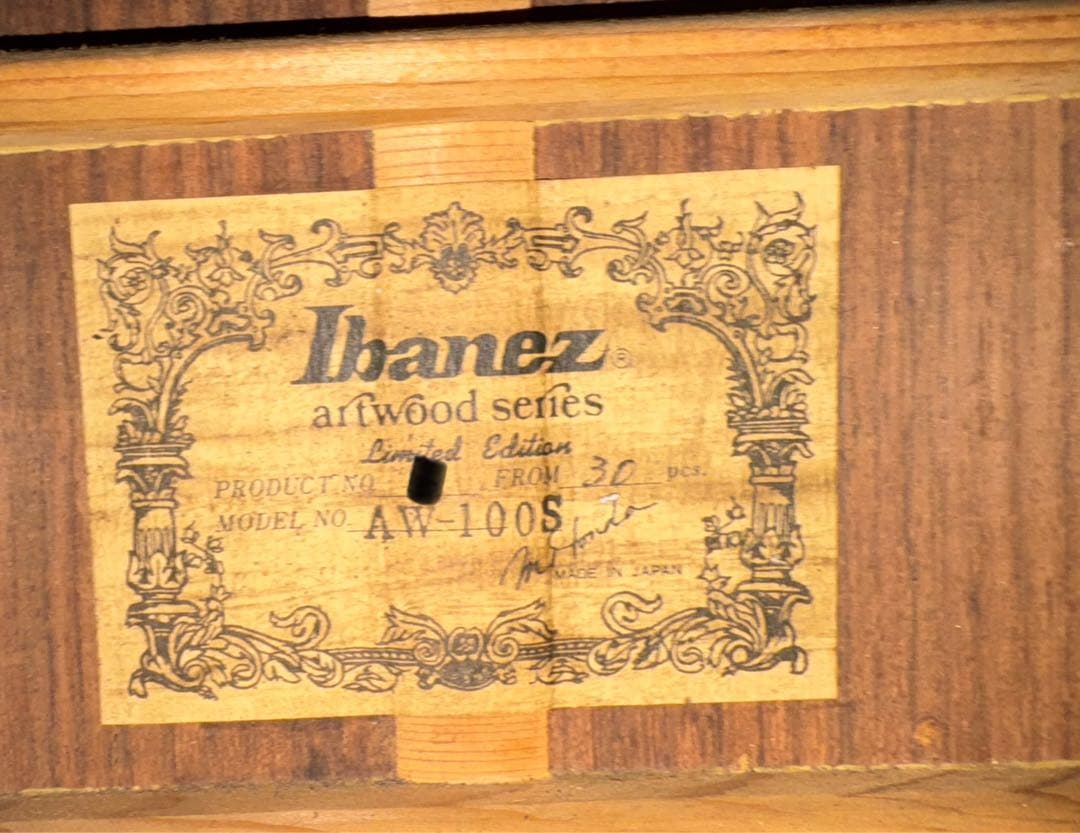 Ibanez ®
artwood series
Limited Edition
PRODUCT NO. FROM 30 pcs.
MODEL NO. AW-100S
MADE IN JAPAN